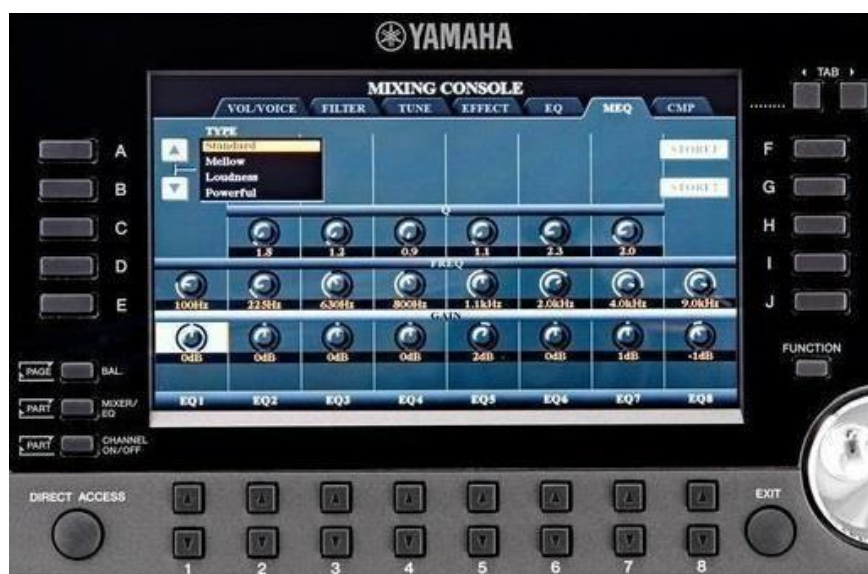 YAMAHA
TAB
MIXING CONSOLE
VOL/VOICE FILTER TUNE EFFECT EQ MEQ CMP
TYPE
Standard
Mellow
Loudness
Powerful
STORE1
STORE2
A
B
C
D
E
F
G
H
I
J
Q
1.8 1.2 0.9 1.1 2.3 2.0
FREQ
100Hz 225Hz 630Hz 800Hz 1.1kHz 2.0kHz 4.0kHz 9.0kHz
GAIN
0dB 0dB 0dB 0dB 2dB 0dB 1dB -1dB
EQ1 EQ2 EQ3 EQ4 EQ5 EQ6 EQ7 EQ8
PAGE BAL.
PART MIXER/
EQ
PART CHANNEL
ON/OFF
FUNCTION
DIRECT ACCESS
EXIT
1 2 3 4 5 6 7 8